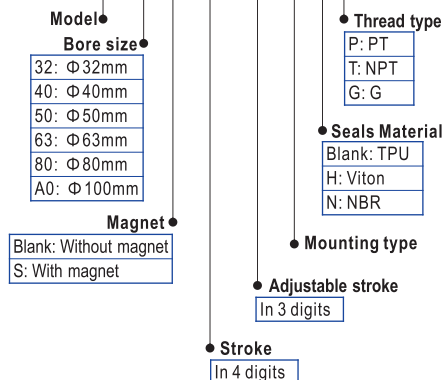 Model
Bore size
32: Φ32mm
40: Φ40mm
50: Φ50mm
63: Φ63mm
80: Φ80mm
A0: Φ100mm
Magnet
Blank: Without magnet
S: With magnet
Thread type
P: PT
T: NPT
G: G
Seals Material
Blank: TPU
H: Viton
N: NBR
Mounting type
Adjustable stroke
In 3 digits
Stroke
In 4 digits